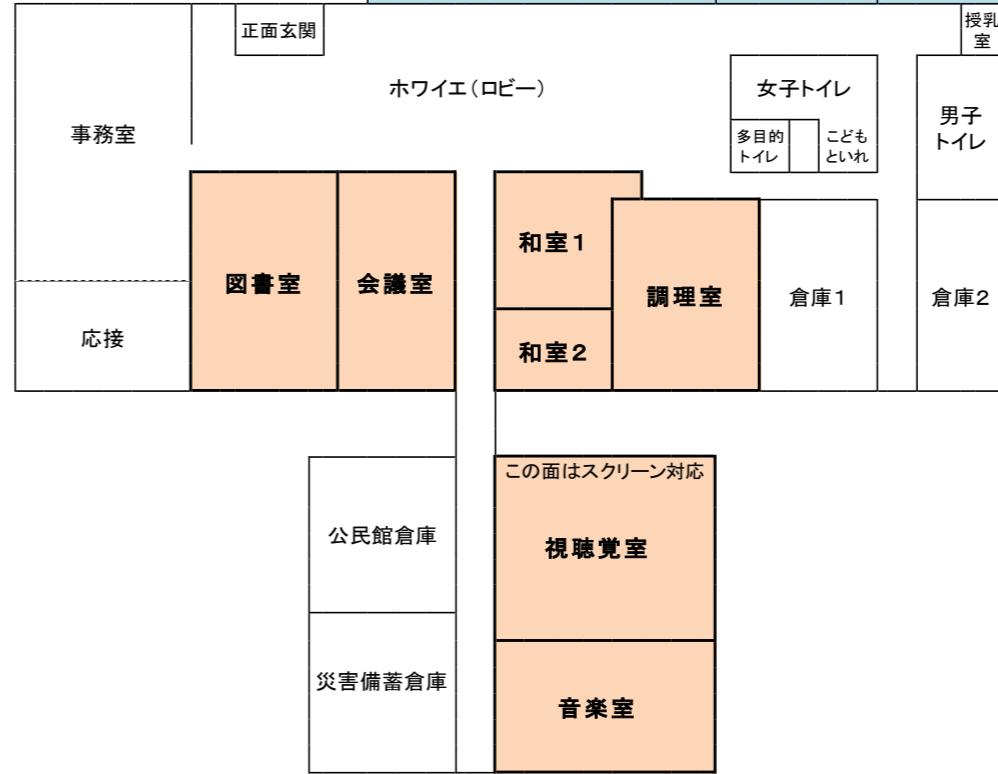 正面玄関
授乳
室
ホワイエ（ロビー）
女子トイレ
事務室
男子
トイレ
多目的
トイレ
こども
といれ
和室１
図書室
会議室
調理室
倉庫１
倉庫２
応接
和室２
この面はスクリーン対応
公民館倉庫
視聴覚室
災害備蓄倉庫
音楽室